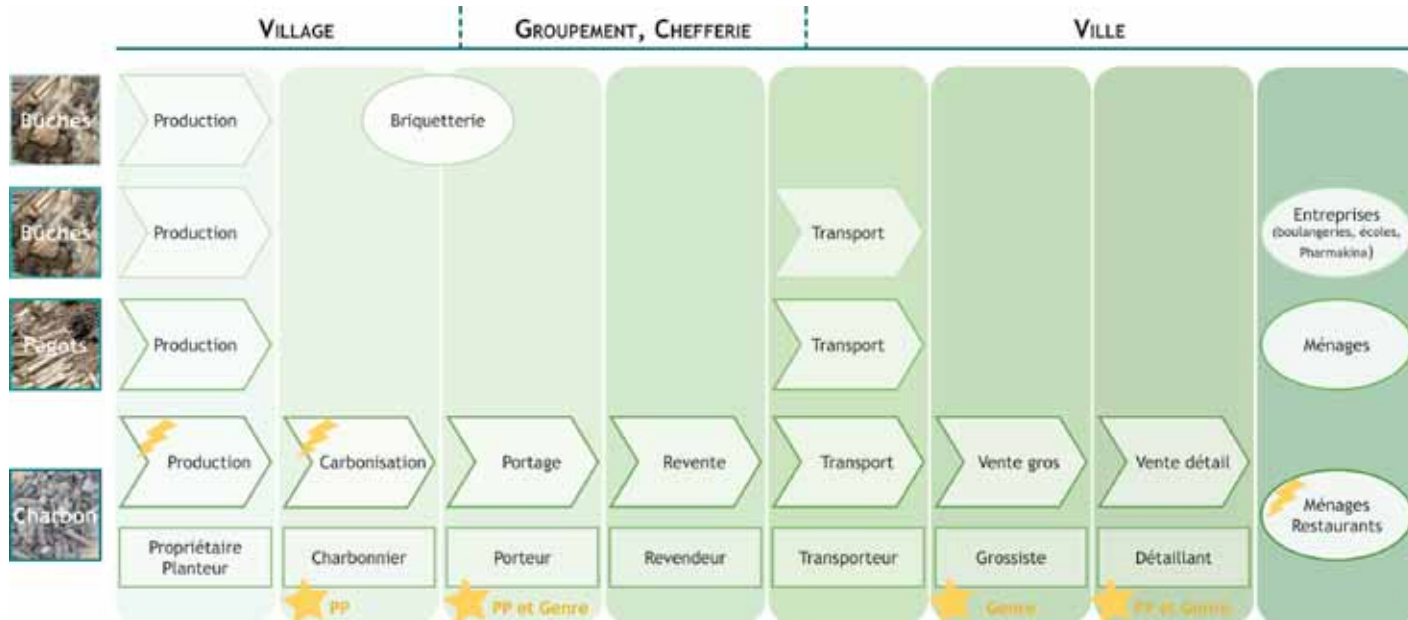 VILLAGE
GROUPEMENT, CHEFFERIE
VILLE
Bûches
Production
Briquetterie
Bûches
Production
Transport
Entreprises
(boulangeries, écoles,
Pharmakina)
Fagots
Production
Transport
Ménages
Charbon
Production
Carbonisation
Portage
Revente
Transport
Vente gros
Vente détail
Ménages
Restaurants
Propriétaire
Planteur
Charbonnier
Porteur
Revendeur
Transporteur
Grossiste
Détaillant
PP
PP et Genre
Genre
PP et Genre